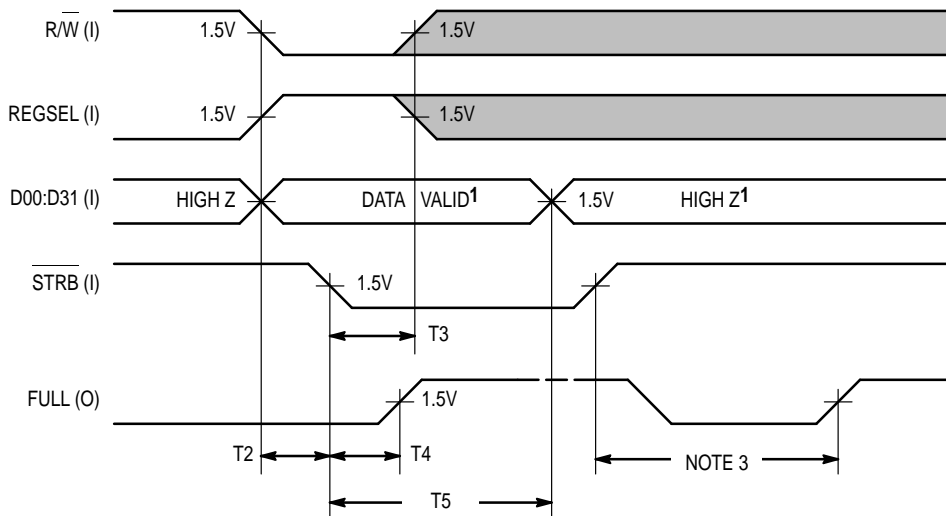 R/W̅ (I) 1.5V 1.5V
REGSEL (I) 1.5V 1.5V
D00:D31 (I) HIGH Z DATA VALID¹ 1.5V HIGH Z¹
S̅T̅R̅B̅ (I) 1.5V
T3
FULL (O) 1.5V
T2 T4 NOTE 3
T5